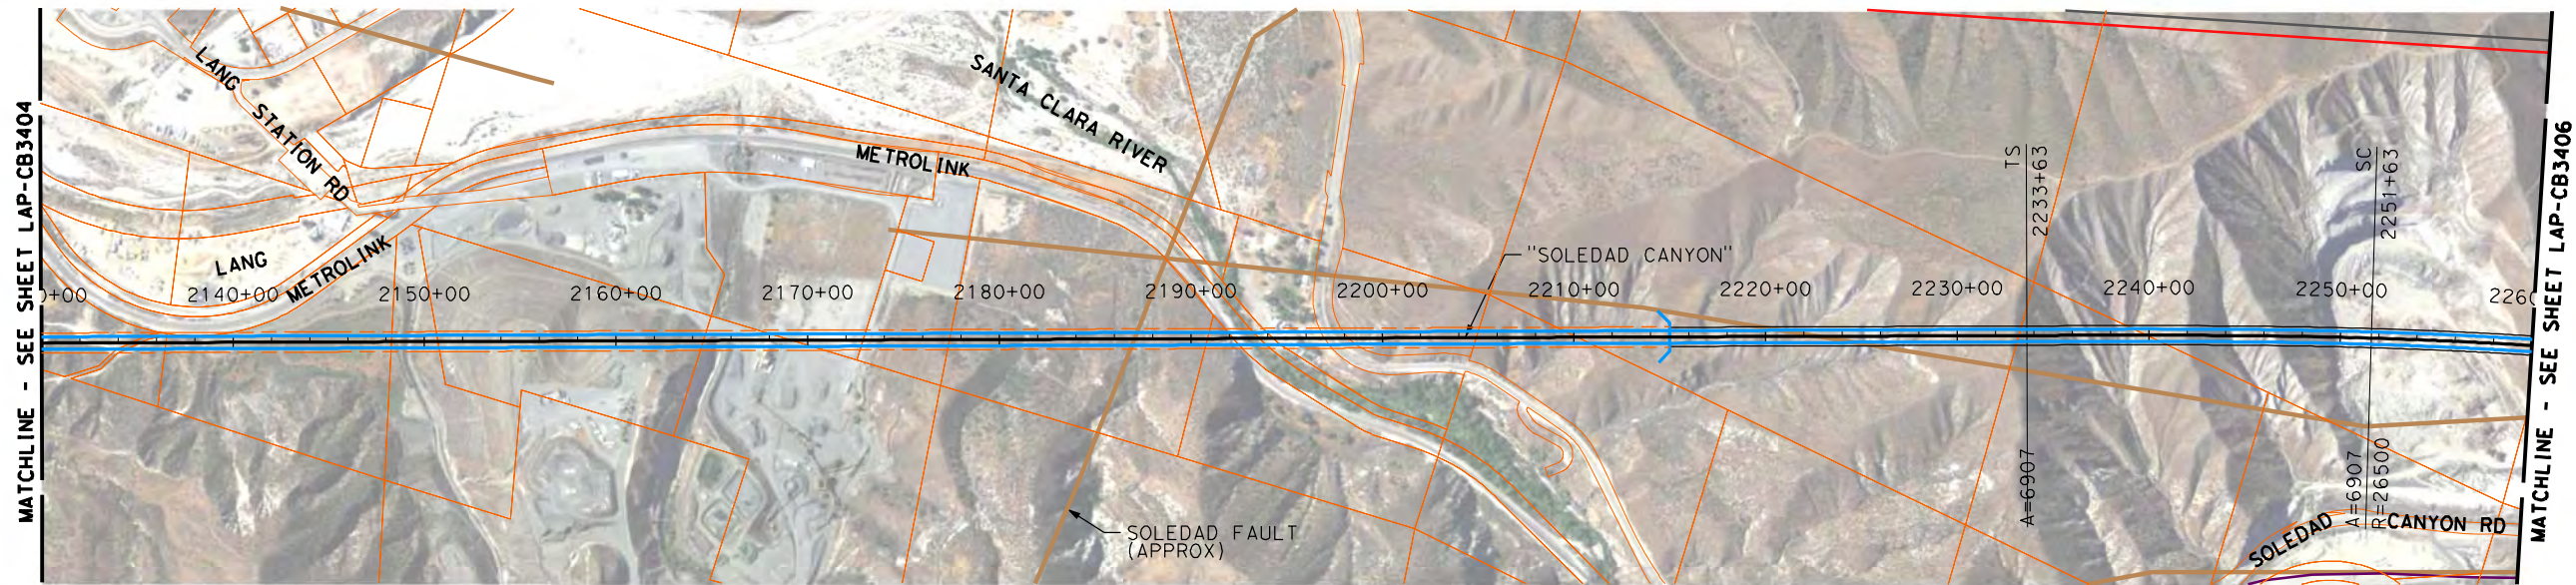 MATCHLINE - SEE SHEET LAP-CB3404
LANG STATION RD
LANG
METROLINK
METROLINK
SANTA CLARA RIVER
"SOLEDAD CANYON"
0+00
2140+00
2150+00
2160+00
2170+00
2180+00
2190+00
2200+00
2210+00
2220+00
2230+00
2240+00
2250+00
2260
TS
2233+63
A=6907
SC
2251+63
A=6907
R=26500
SOLEDAD FAULT
(APPROX)
SOLEDAD CANYON RD
MATCHLINE - SEE SHEET LAP-CB3406